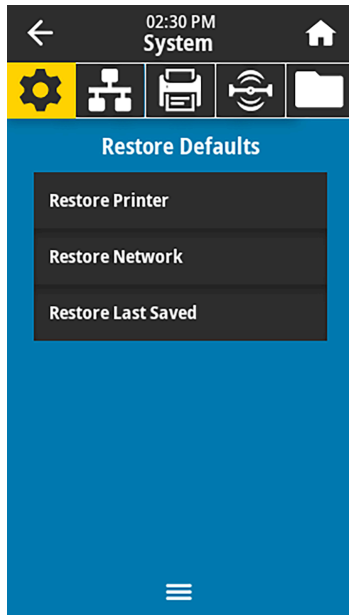 02:30 PM
System
Restore Defaults
Restore Printer
Restore Network
Restore Last Saved